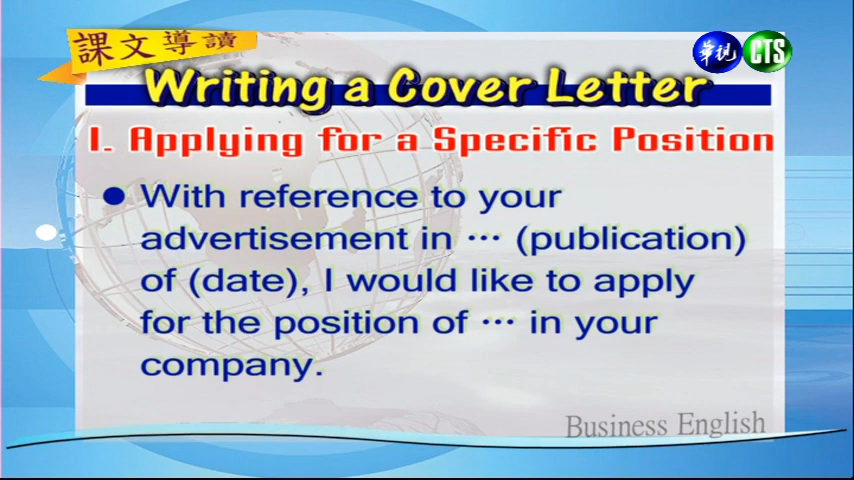 課文導讀
華視 CTS
Writing a Cover Letter
I. Applying for a Specific Position
● With reference to your
advertisement in ⋯ (publication)
of (date), I would like to apply
for the position of ⋯ in your
company.
Business English